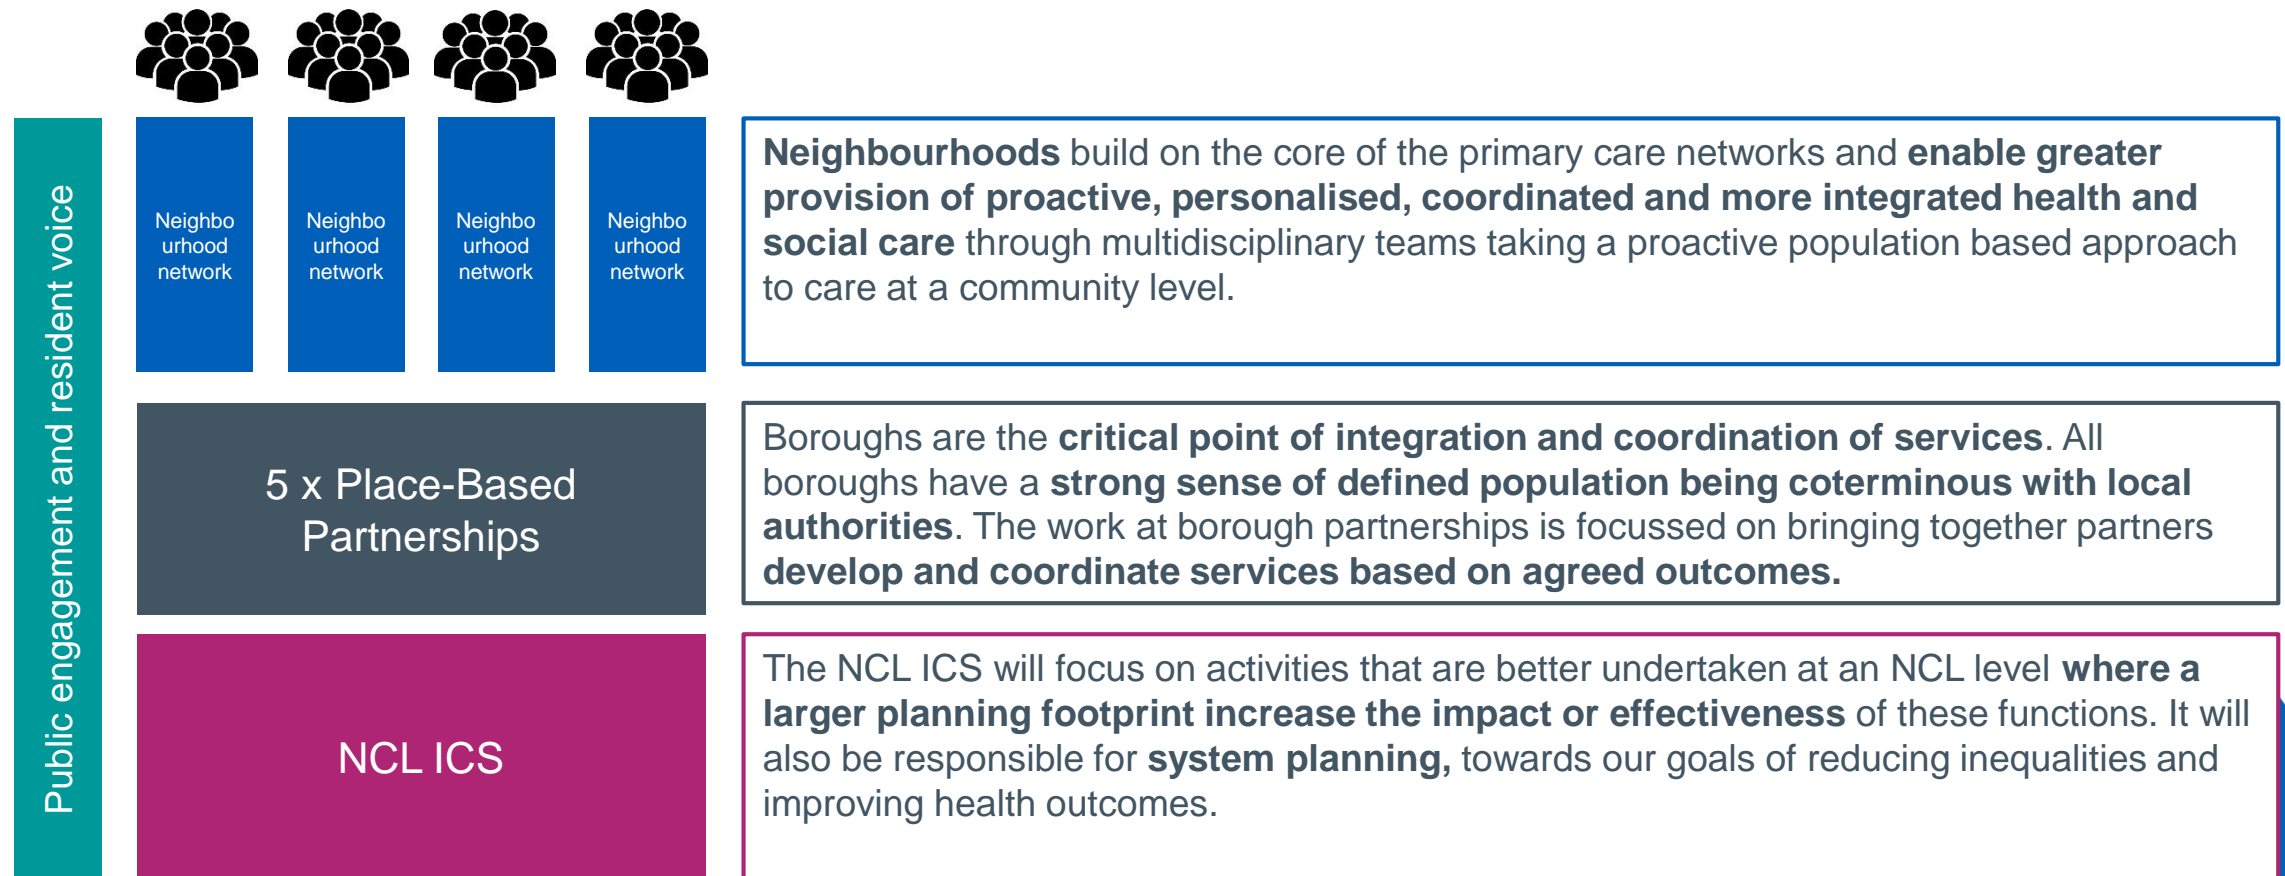 Public engagement and resident voice
Neighbo
urhood
network
Neighbo
urhood
network
Neighbo
urhood
network
Neighbo
urhood
network
Neighbourhoods build on the core of the primary care networks and enable greater
provision of proactive, personalised, coordinated and more integrated health and
social care through multidisciplinary teams taking a proactive population based approach
to care at a community level.
5 x Place-Based
Partnerships
Boroughs are the critical point of integration and coordination of services. All
boroughs have a strong sense of defined population being coterminous with local
authorities. The work at borough partnerships is focussed on bringing together partners
develop and coordinate services based on agreed outcomes.
NCL ICS
The NCL ICS will focus on activities that are better undertaken at an NCL level where a
larger planning footprint increase the impact or effectiveness of these functions. It will
also be responsible for system planning, towards our goals of reducing inequalities and
improving health outcomes.